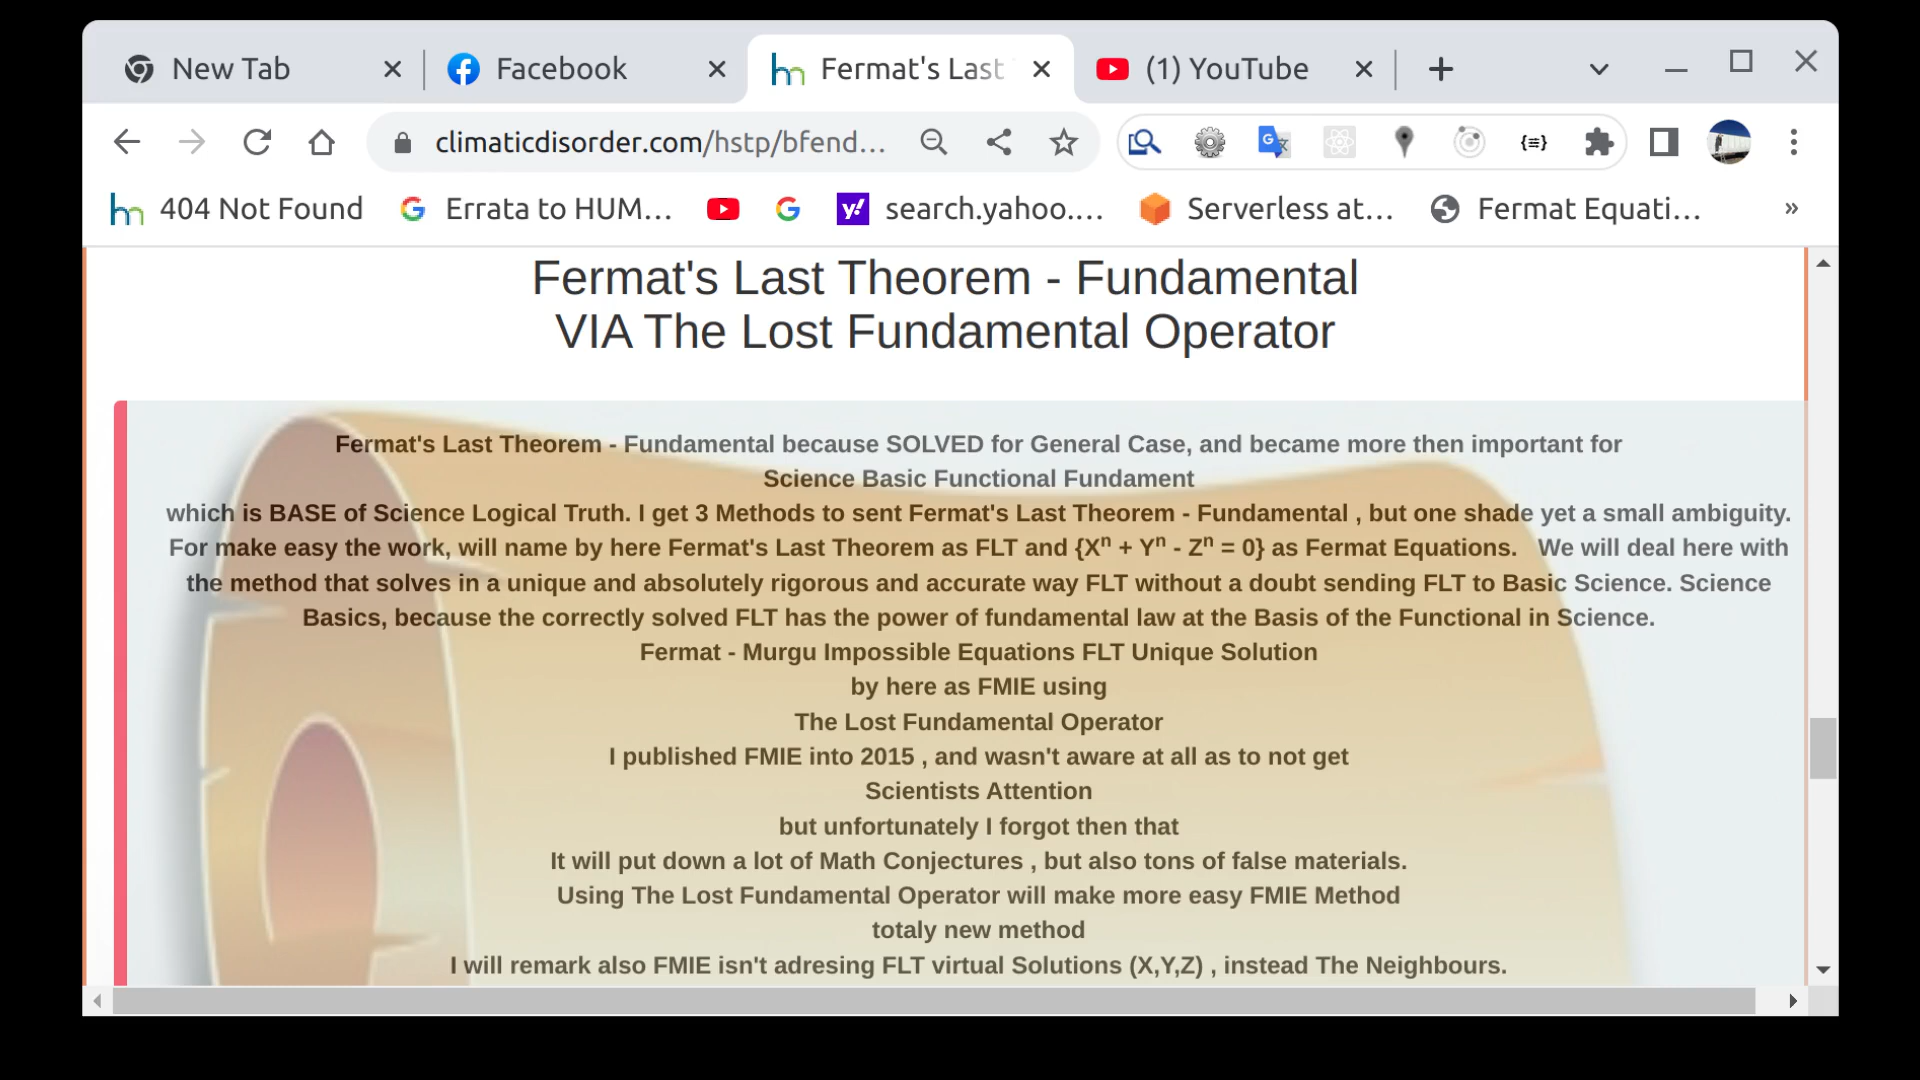 New Tab
Facebook
Fermat's Last
(1) YouTube
climaticdisorder.com/hstp/bfend...
404 Not Found
Errata to HUM...
search.yahoo....
Serverless at...
Fermat Equati...
»
Fermat's Last Theorem - Fundamental
VIA The Lost Fundamental Operator
Fermat's Last Theorem - Fundamental because SOLVED for General Case, and became more then important for
Science Basic Functional Fundament
which is BASE of Science Logical Truth. I get 3 Methods to sent Fermat's Last Theorem - Fundamental , but one shade yet a small ambiguity.
For make easy the work, will name by here Fermat's Last Theorem as FLT and {Xⁿ + Yⁿ - Zⁿ = 0} as Fermat Equations. We will deal here with
the method that solves in a unique and absolutely rigorous and accurate way FLT without a doubt sending FLT to Basic Science. Science
Basics, because the correctly solved FLT has the power of fundamental law at the Basis of the Functional in Science.
Fermat - Murgu Impossible Equations FLT Unique Solution
by here as FMIE using
The Lost Fundamental Operator
I published FMIE into 2015 , and wasn't aware at all as to not get
Scientists Attention
but unfortunately I forgot then that
It will put down a lot of Math Conjectures , but also tons of false materials.
Using The Lost Fundamental Operator will make more easy FMIE Method
totaly new method
I will remark also FMIE isn't adresing FLT virtual Solutions (X,Y,Z) , instead The Neighbours.